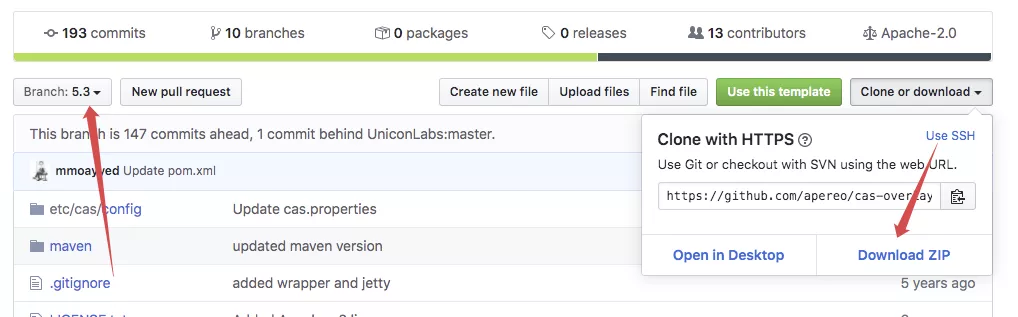 193 commits 10 branches 0 packages 0 releases 13 contributors Apache-2.0
Branch: 5.3 New pull request Create new file Upload files Find file Use this template Clone or download
This branch is 147 commits ahead, 1 commit behind UniconLabs:master.
Clone with HTTPS ? Use SSH
Use Git or checkout with SVN using the web URL.
mmoayyed Update pom.xml
https://github.com/apereo/cas-overlay
etc/cas/config Update cas.properties
maven updated maven version
Open in Desktop Download ZIP
.gitignore added wrapper and jetty 5 years ago